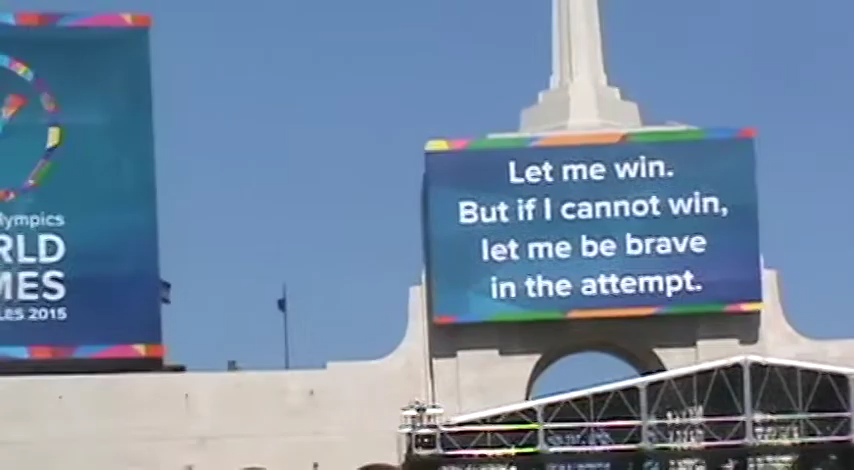 lympics
RLD
MES
LES 2015
Let me win.
But if I cannot win,
let me be brave
in the attempt.